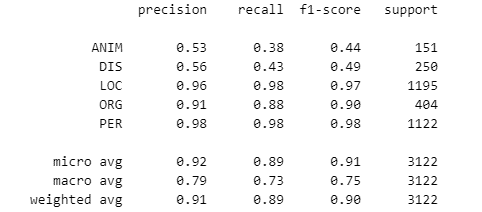 precision recall f1-score support
ANIM 0.53 0.38 0.44 151
DIS 0.56 0.43 0.49 250
LOC 0.96 0.98 0.97 1195
ORG 0.91 0.88 0.90 404
PER 0.98 0.98 0.98 1122
micro avg 0.92 0.89 0.91 3122
macro avg 0.79 0.73 0.75 3122
weighted avg 0.91 0.89 0.90 3122